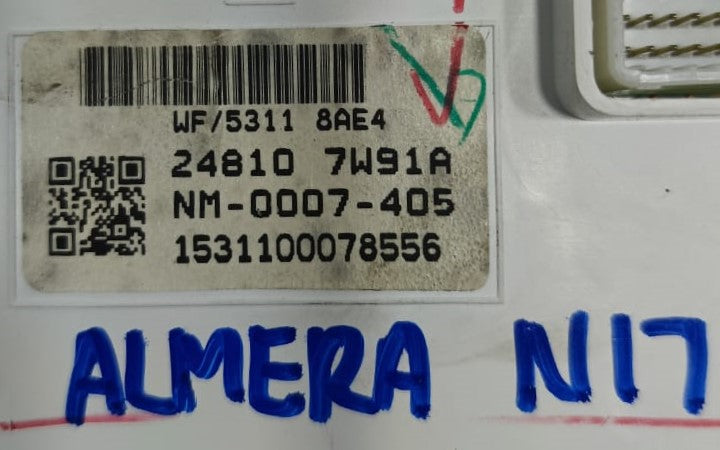 WF/5311 8AE4
24810 7W91A
NM-0007-405
1531100078556
ALMERA N17